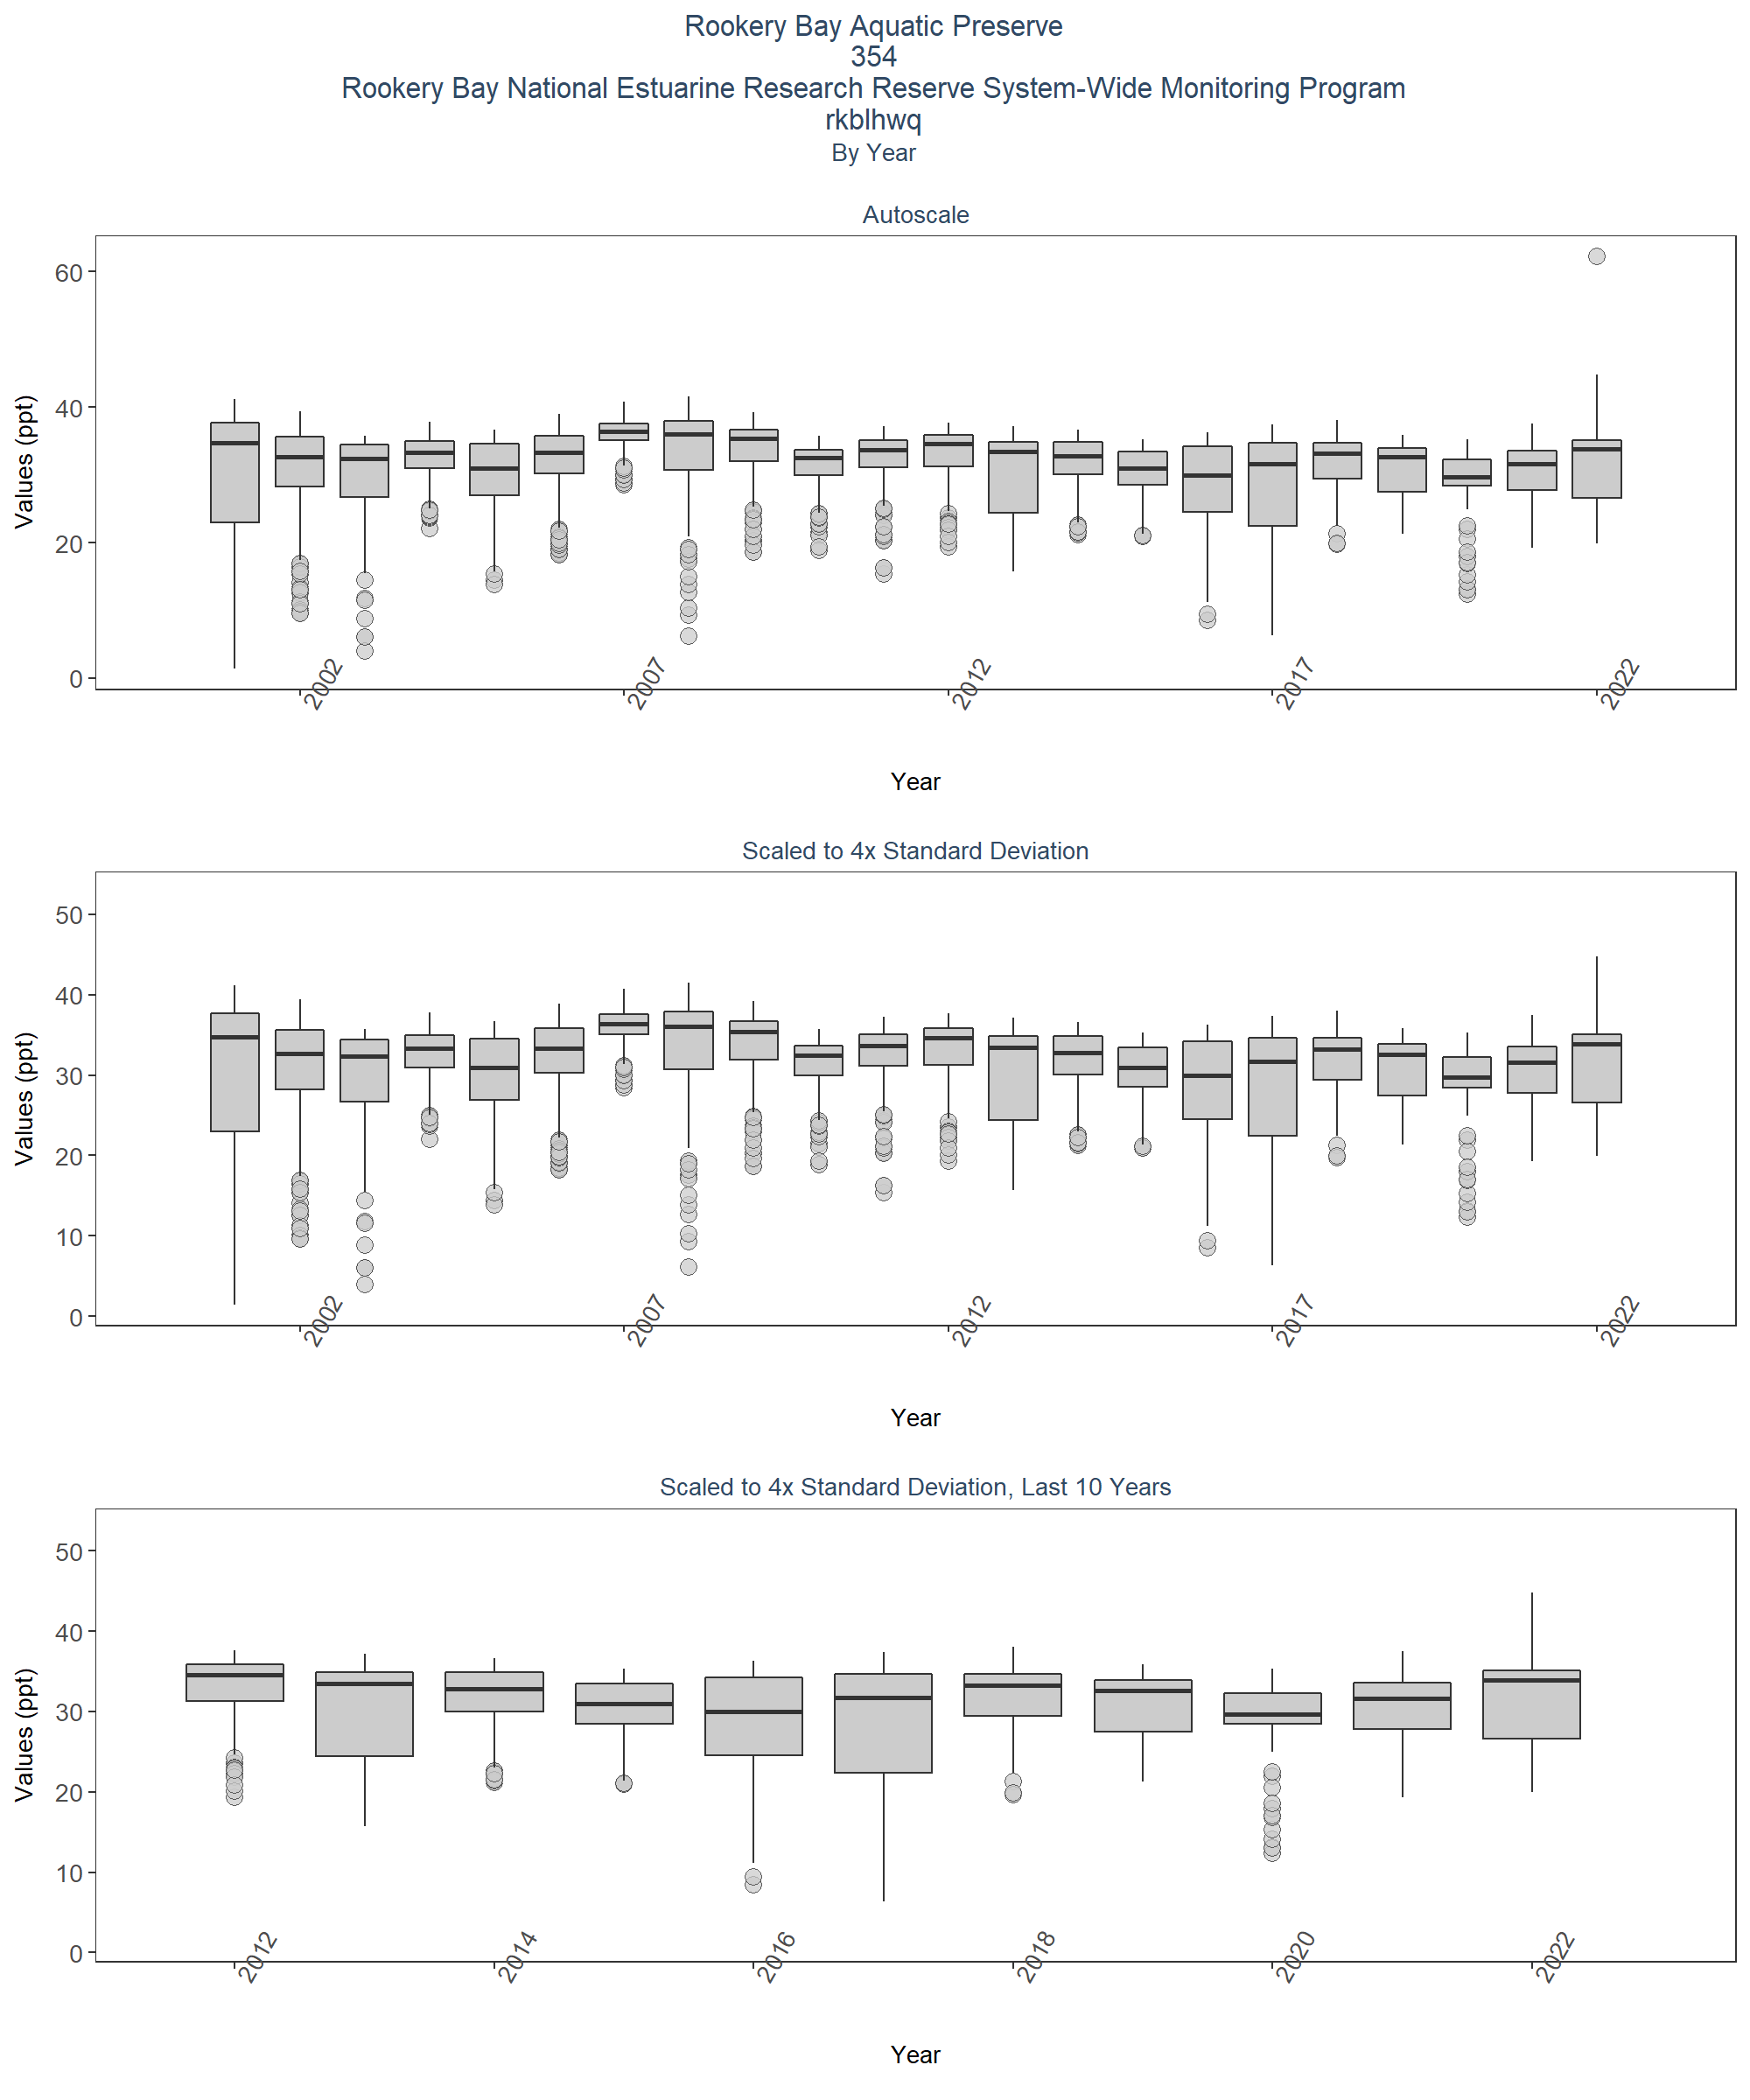 Rookery Bay Aquatic Preserve
354
Rookery Bay National Estuarine Research Reserve System-Wide Monitoring Program
rkblhwq
By Year
Autoscale
Values (ppt)
60
40
20
0
2002
2007
2012
2017
2022
Year
Scaled to 4x Standard Deviation
Values (ppt)
50
40
30
20
10
0
2002
2007
2012
2017
2022
Year
Scaled to 4x Standard Deviation, Last 10 Years
Values (ppt)
50
40
30
20
10
0
2012
2014
2016
2018
2020
2022
Year